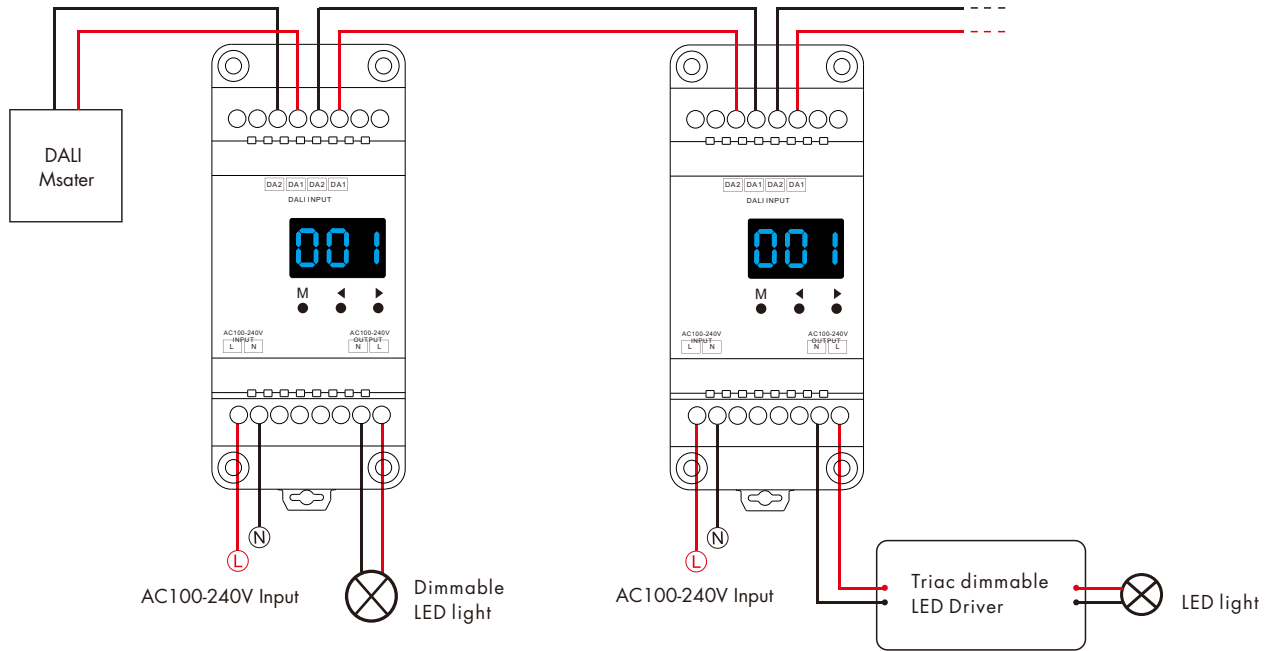 DALI
Msater
DA2 DA1 DA2 DA1
DALI INPUT
001
M
AC100-240V
INPUT
L N
AC100-240V
OUTPUT
N L
N
L
AC100-240V Input
Dimmable
LED light
DA2 DA1 DA2 DA1
DALI INPUT
001
M
AC100-240V
INPUT
L N
AC100-240V
OUTPUT
N L
N
L
AC100-240V Input
Triac dimmable
LED Driver
LED light